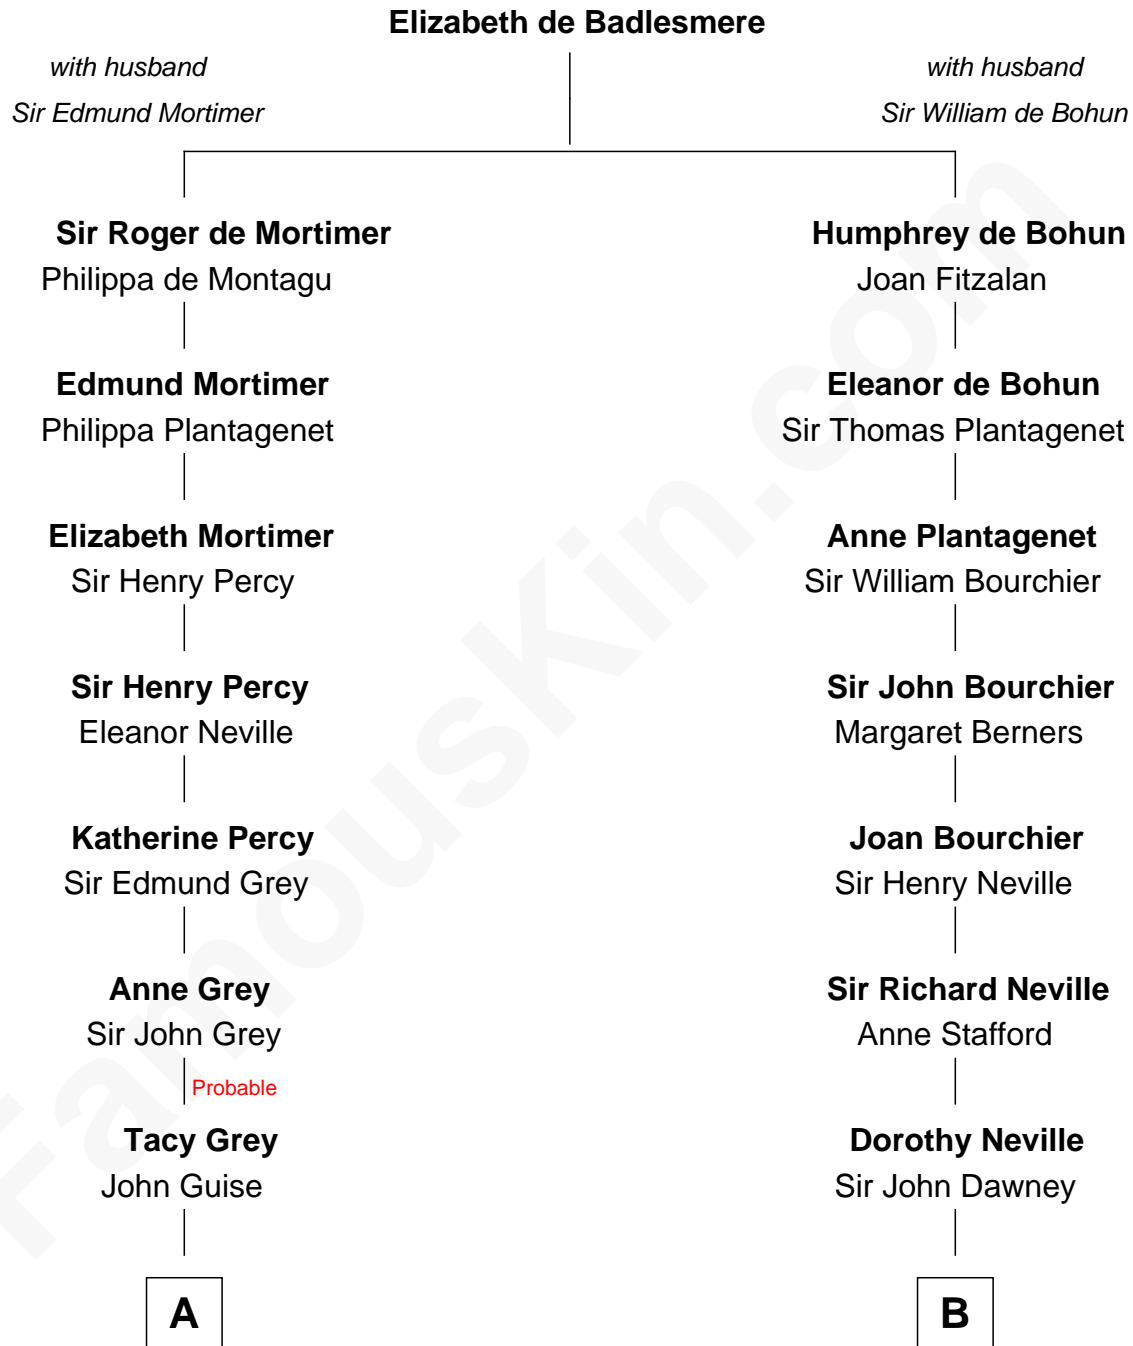 Elizabeth de Badlesmere
with husband
Sir Edmund Mortimer
with husband
Sir William de Bohun
Sir Roger de Mortimer
Philippa de Montagu
Humphrey de Bohun
Joan Fitzalan
Edmund Mortimer
Philippa Plantagenet
Eleanor de Bohun
Sir Thomas Plantagenet
Elizabeth Mortimer
Sir Henry Percy
Anne Plantagenet
Sir William Bourchier
Sir Henry Percy
Eleanor Neville
Sir John Bourchier
Margaret Berners
Katherine Percy
Sir Edmund Grey
Joan Bourchier
Sir Henry Neville
Anne Grey
Sir John Grey
Sir Richard Neville
Anne Stafford
Probable
Tacy Grey
John Guise
Dorothy Neville
Sir John Dawney
A
B
FamousKin.com